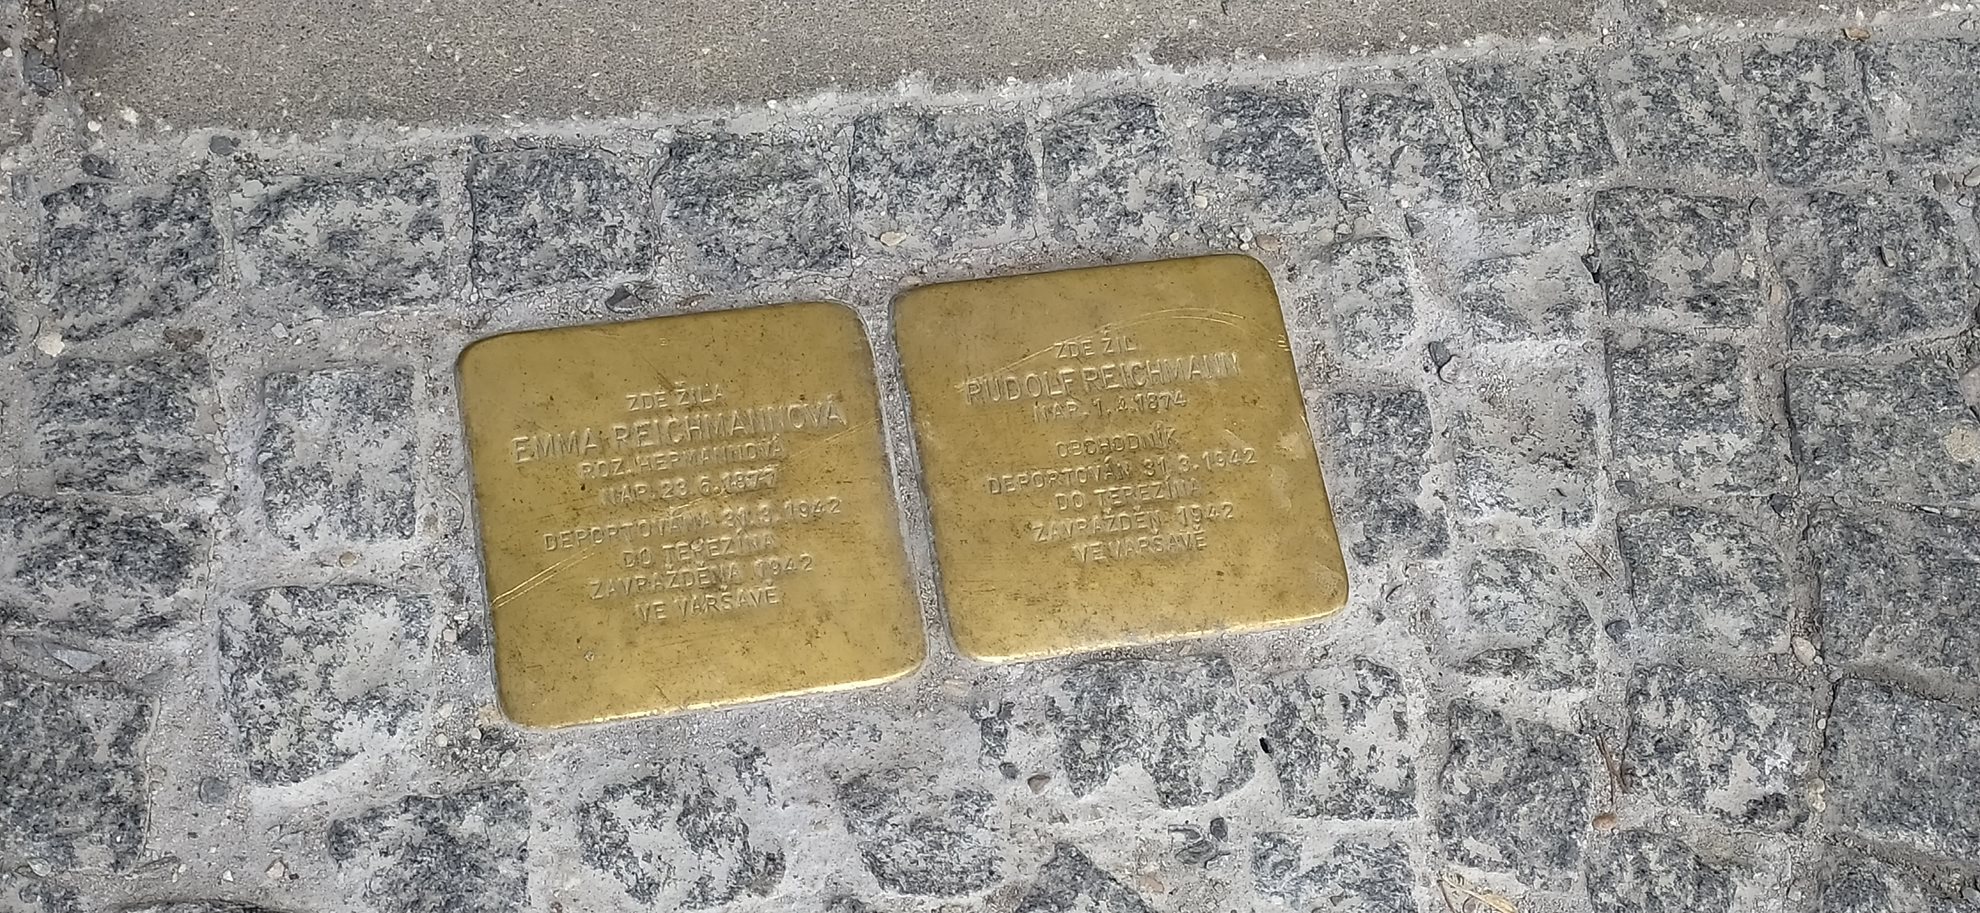 ZDE ŽILA
EMMA REICHMANNOVÁ
ROZ. HERMANNOVÁ
NAR. 23.6.1877
DEPORTOVÁNA 31.3.1942
DO TEREZÍNA
ZAVRAŽDĚNA 1942
VE VARŠAVĚ
ZDE ŽIL
RUDOLF REICHMANN
NAR. 1.4.1874
OBCHODNÍK
DEPORTOVÁN 31.3.1942
DO TEREZÍNA
ZAVRAŽDĚN 1942
VE VARŠAVĚ